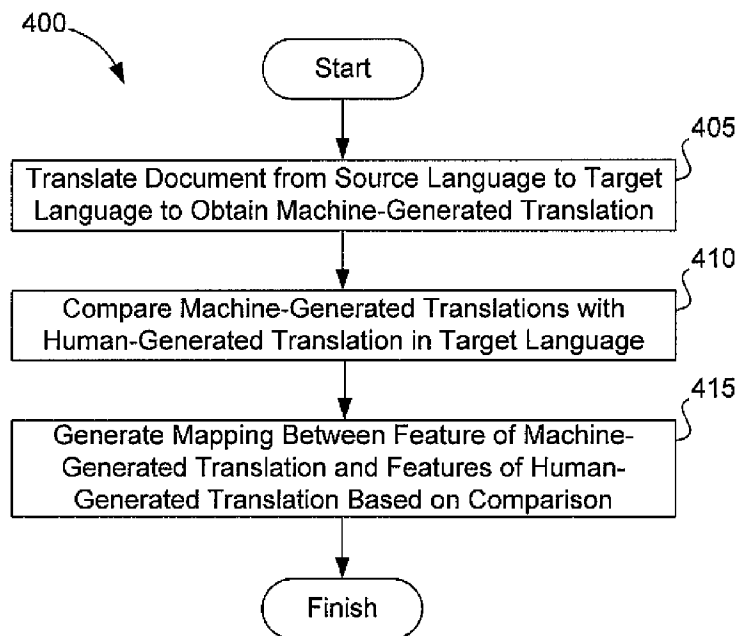 400
Start
405
Translate Document from Source Language to Target
Language to Obtain Machine-Generated Translation
410
Compare Machine-Generated Translations with
Human-Generated Translation in Target Language
415
Generate Mapping Between Feature of Machine-
Generated Translation and Features of Human-
Generated Translation Based on Comparison
Finish